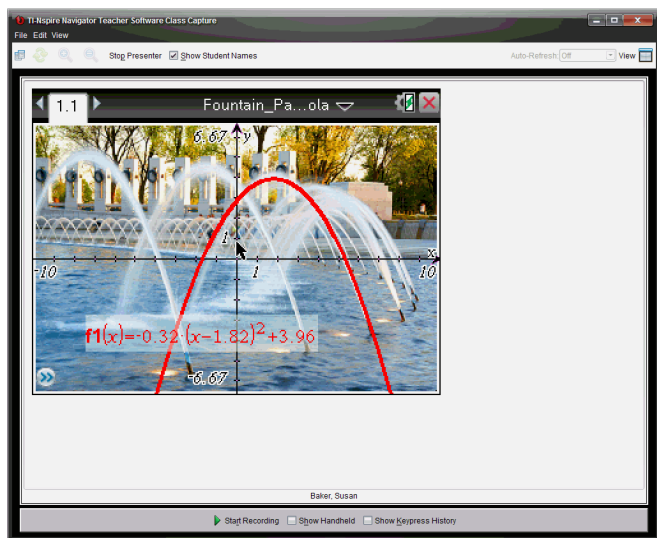 TI-Nspire Navigator Teacher Software Class Capture
File Edit View
Stop Presenter Show Student Names Auto-Refresh: Off View
1.1 Fountain_Pa...ola
6.67 y
1
x
-10 1 10
f1(x)=-0.32·(x-1.82)²+3.96
-6.67
Baker, Susan
Start Recording Show Handheld Show Keypress History